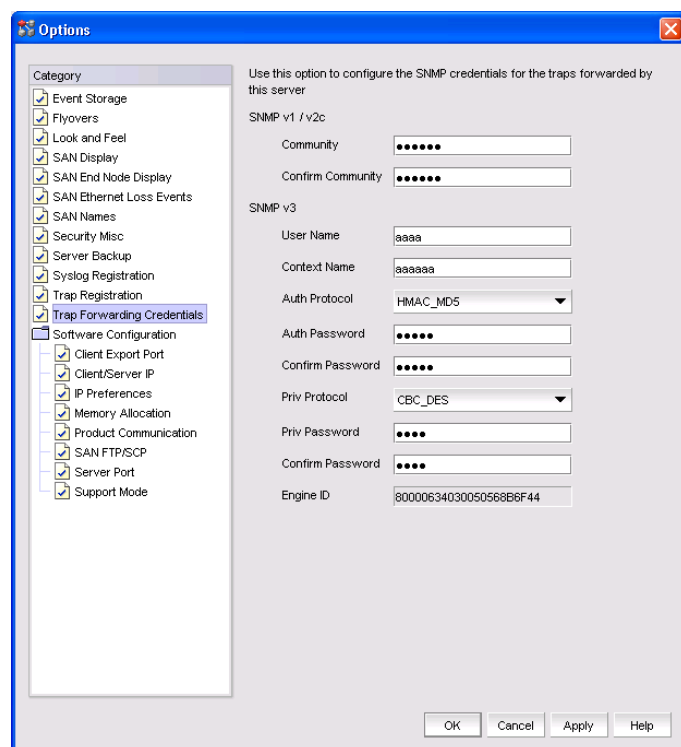 Options
Category
Event Storage
Flyovers
Look and Feel
SAN Display
SAN End Node Display
SAN Ethernet Loss Events
SAN Names
Security Misc
Server Backup
Syslog Registration
Trap Registration
Trap Forwarding Credentials
Software Configuration
Client Export Port
Client/Server IP
IP Preferences
Memory Allocation
Product Communication
SAN FTP/SCP
Server Port
Support Mode
Use this option to configure the SNMP credentials for the traps forwarded by
this server
SNMP v1 / v2c
Community ●●●●●●
Confirm Community ●●●●●●
SNMP v3
User Name aaaa
Context Name aaaaaa
Auth Protocol HMAC_MD5
Auth Password ●●●●●
Confirm Password ●●●●●
Priv Protocol CBC_DES
Priv Password ●●●●
Confirm Password ●●●●
Engine ID 80000634030050568B6F44
OK Cancel Apply Help